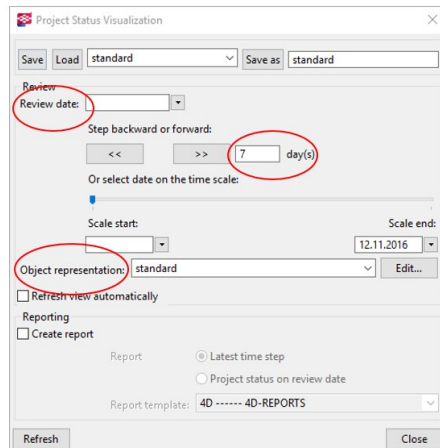 Project Status Visualization
Save Load standard Save as standard
Review
Review date:
Step backward or forward:
<< >> 7 day(s)
Or select date on the time scale:
Scale start: Scale end:
12.11.2016
Object representation: standard Edit...
Refresh view automatically
Reporting
Create report
Report Latest time step
Project status on review date
Report template: 4D ------ 4D-REPORTS
Refresh Close